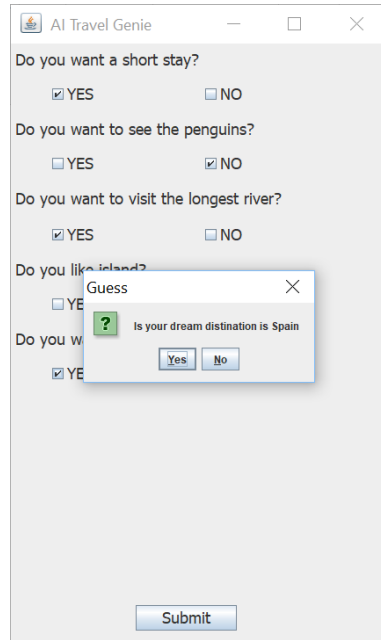 AI Travel Genie
Do you want a short stay?
YES NO
Do you want to see the penguins?
YES NO
Do you want to visit the longest river?
YES NO
Do you like island?
Guess
Is your dream distination is Spain
Yes No
Do you
Submit